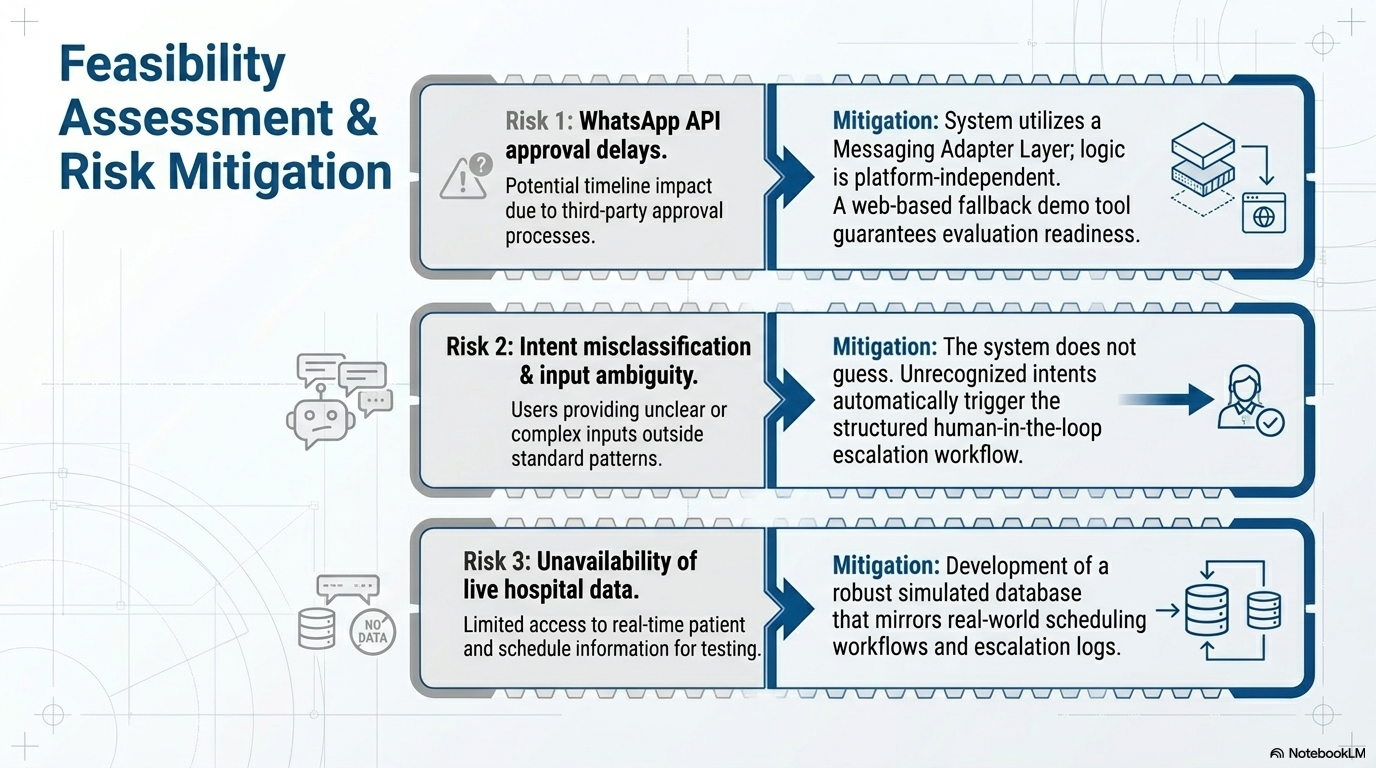 Feasibility
Assessment &
Risk Mitigation
Risk 1: WhatsApp API
approval delays.
Potential timeline impact
due to third-party approval
processes.
?
!
Mitigation: System utilizes a
Messaging Adapter Layer; logic
is platform-independent.
A web-based fallback demo tool
guarantees evaluation readiness.
Risk 2: Intent misclassification
& input ambiguity.
Users providing unclear or
complex inputs outside
standard patterns.
Mitigation: The system does not
guess. Unrecognized intents
automatically trigger the
structured human-in-the-loop
escalation workflow.
Risk 3: Unavailability of
live hospital data.
Limited access to real-time patient
and schedule information for testing.
NO
DATA
Mitigation: Development of a
robust simulated database
that mirrors real-world scheduling
workflows and escalation logs.
NotebookLM